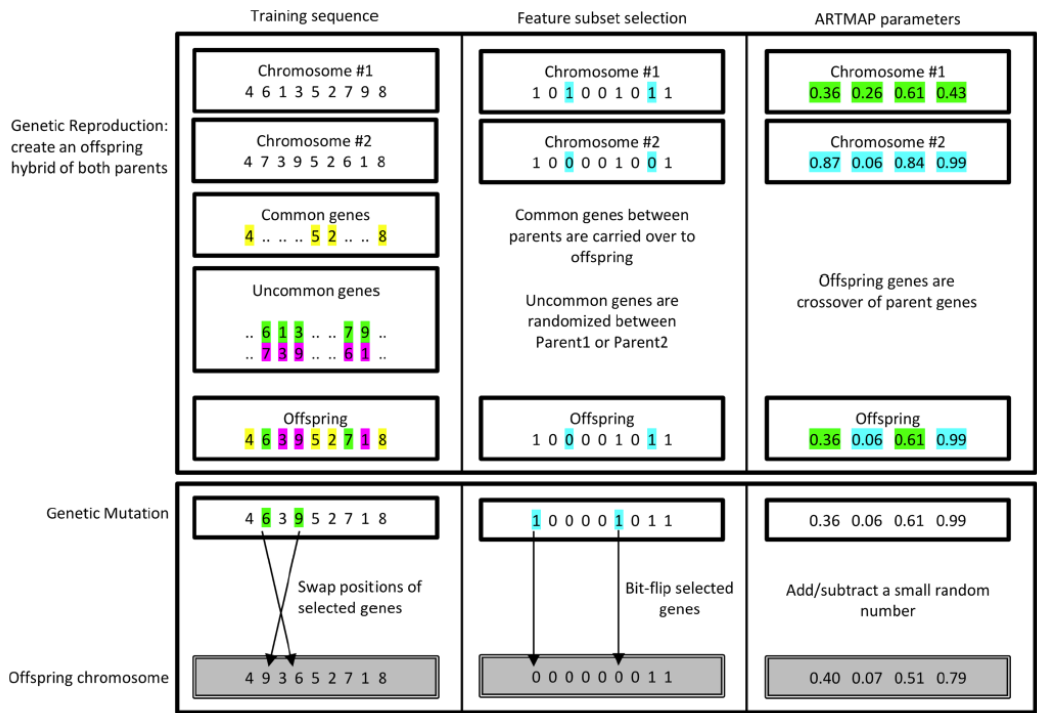 Training sequence
Feature subset selection
ARTMAP parameters
Genetic Reproduction:
create an offspring
hybrid of both parents
Chromosome #1
4 6 1 3 5 2 7 9 8
Chromosome #2
4 7 3 9 5 2 6 1 8
Common genes
4 .. .. .. 5 2 .. .. 8
Uncommon genes
.. 6 1 3 .. .. 7 9 ..
.. 7 3 9 .. .. 6 1 ..
Offspring
4 6 3 9 5 2 7 1 8
Chromosome #1
1 0 1 0 0 1 0 1 1
Chromosome #2
1 0 0 0 0 1 0 0 1
Common genes between
parents are carried over to
offspring
Uncommon genes are
randomized between
Parent1 or Parent2
Offspring
1 0 0 0 0 1 0 1 1
Chromosome #1
0.36 0.26 0.61 0.43
Chromosome #2
0.87 0.06 0.84 0.99
Offspring genes are
crossover of parent genes
Offspring
0.36 0.06 0.61 0.99
Genetic Mutation
4 6 3 9 5 2 7 1 8
Swap positions of
selected genes
1 0 0 0 0 1 0 1 1
Bit-flip selected
genes
0.36 0.06 0.61 0.99
Add/subtract a small random
number
Offspring chromosome
4 9 3 6 5 2 7 1 8
0 0 0 0 0 0 0 1 1
0.40 0.07 0.51 0.79